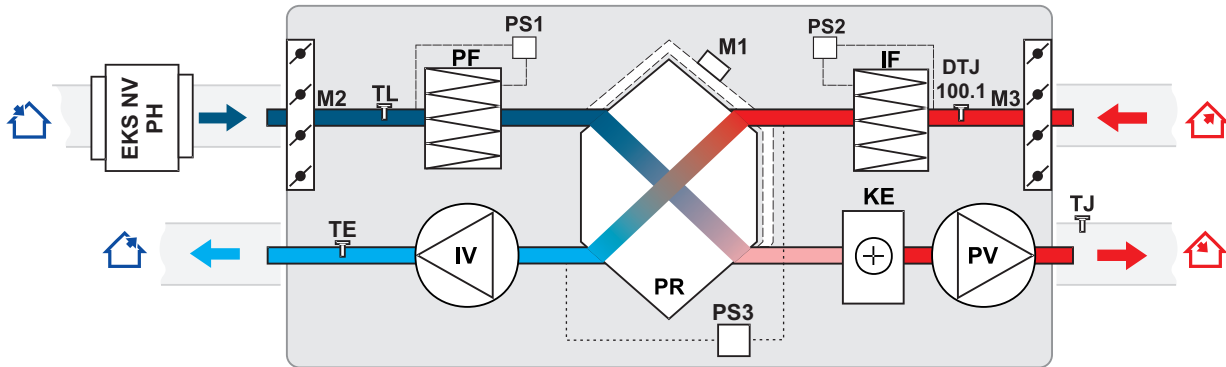 PS1
PS2
M1
PF
IF
DTJ
100.1
M2
TL
M3
EKS NV
PH
TE
IV
PR
KE
PV
TJ
PS3